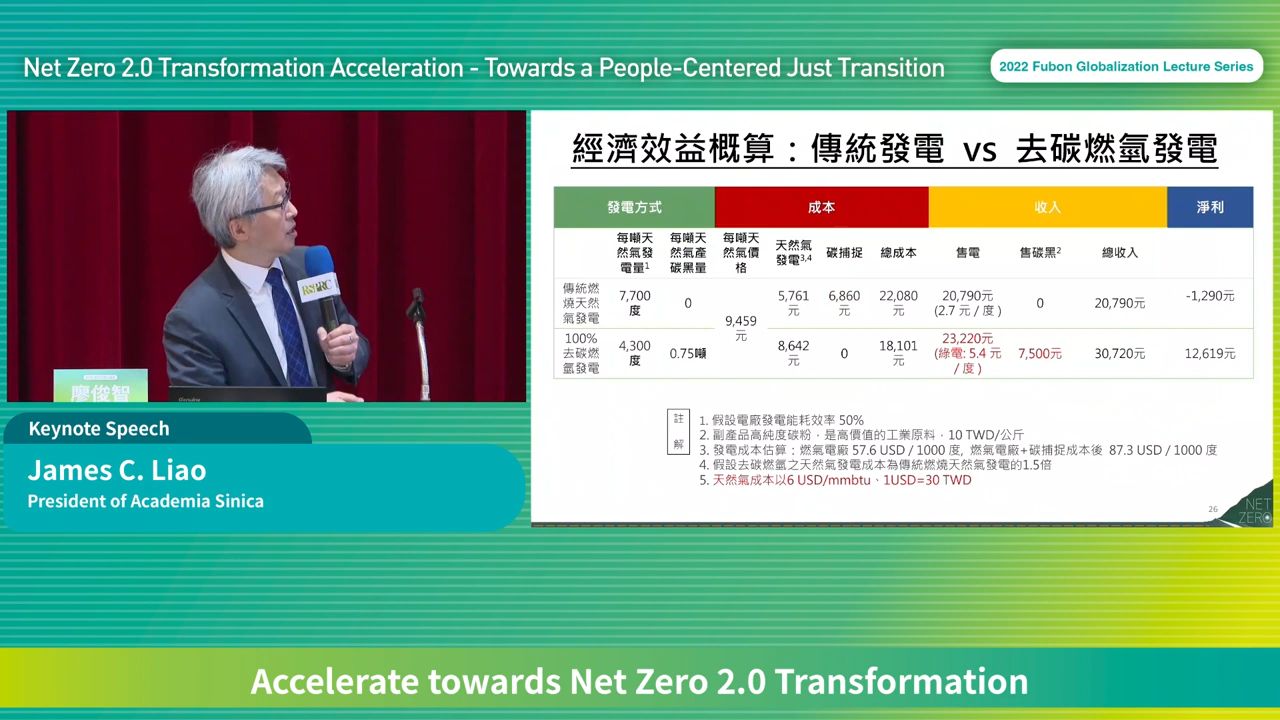 Net Zero 2.0 Transformation Acceleration - Towards a People-Centered Just Transition
2022 Fubon Globalization Lecture Series
RSPRC
廖俊智
Genuine
Keynote Speech
James C. Liao
President of Academia Sinica
經濟效益概算：傳統發電 vs 去碳燃氫發電
發電方式 成本 收入 淨利
每噸天然氣發電量1 每噸天然氣產碳黑量 每噸天然氣價格 天然氣發電3,4 碳捕捉 總成本 售電 售碳黑2 總收入
傳統燃燒天然氣發電 7,700度 0 9,459元 5,761元 6,860元 22,080元 20,790元 (2.7 元 / 度 ) 0 20,790元 -1,290元
100%去碳燃氫發電 4,300度 0.75噸 8,642元 0 18,101元 23,220元 (綠電: 5.4 元 / 度 ) 7,500元 30,720元 12,619元
註解
1. 假設電廠發電能耗效率 50%
2. 副產品高純度碳粉，是高價值的工業原料，10 TWD/公斤
3. 發電成本估算：燃氣電廠 57.6 USD / 1000 度, 燃氣電廠+碳捕捉成本後 87.3 USD / 1000 度
4. 假設去碳燃氫之天然氣發電成本為傳統燃燒天然氣發電的1.5倍
5. 天然氣成本以6 USD/mmbtu、1USD=30 TWD
26
NET
ZERO
Accelerate towards Net Zero 2.0 Transformation